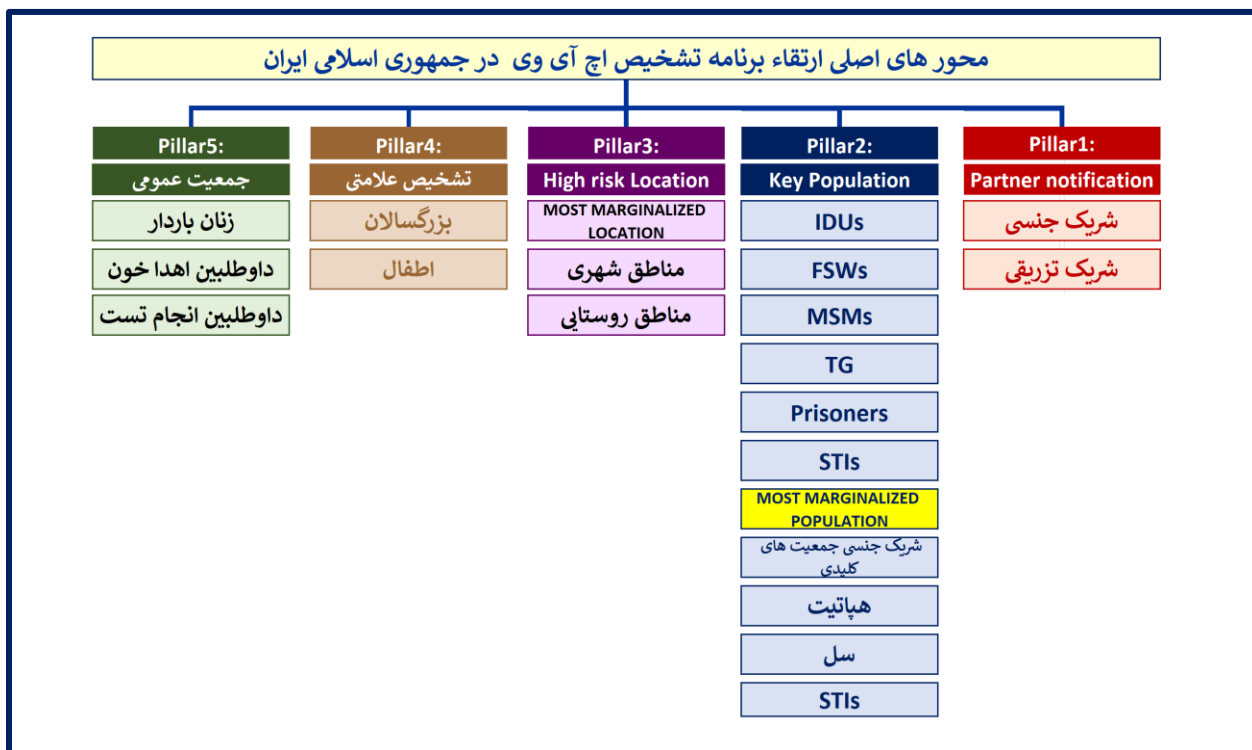 محور های اصلی ارتقاء برنامه تشخیص اچ آی وی در جمهوری اسلامی ایران
Pillar1:
Partner notification
شریک جنسی
شریک تزریقی
Pillar2:
Key Population
IDUs
FSWs
MSMs
TG
Prisoners
STIs
MOST MARGINALIZED
POPULATION
شریک جنسی جمعیت های
کلیدی
هپاتیت
سل
STIs
Pillar3:
High risk Location
MOST MARGINALIZED
LOCATION
مناطق شهری
مناطق روستایی
Pillar4:
تشخیص علامتی
بزرگسالان
اطفال
Pillar5:
جمعیت عمومی
زنان باردار
داوطلبین اهدا خون
داوطلبین انجام تست